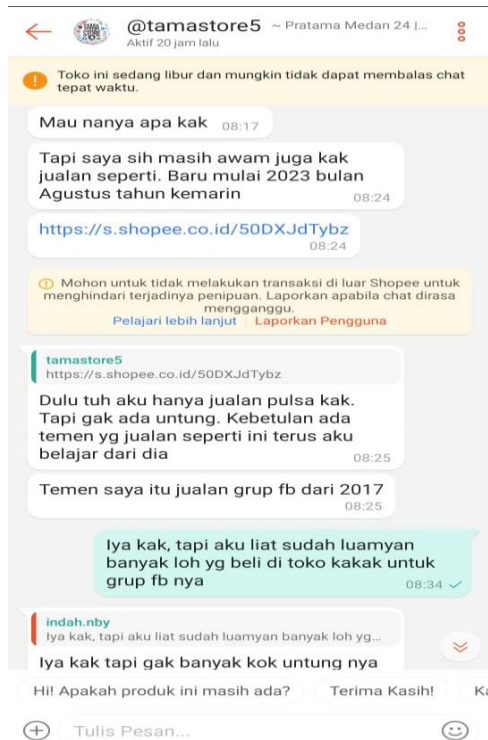 @tamastore5 ~ Pratama Medan 24 |...
Aktif 20 jam lalu
Toko ini sedang libur dan mungkin tidak dapat membalas chat
tepat waktu.
Mau nanya apa kak 08:17
Tapi saya sih masih awam juga kak
jualan seperti. Baru mulai 2023 bulan
Agustus tahun kemarin 08:24
https://s.shopee.co.id/50DXJdTybz
08:24
Mohon untuk tidak melakukan transaksi di luar Shopee untuk
menghindari terjadinya penipuan. Laporkan apabila chat dirasa
mengganggu.
Pelajari lebih lanjut Laporkan Pengguna
tamastore5
https://s.shopee.co.id/50DXJdTybz
Dulu tuh aku hanya jualan pulsa kak.
Tapi gak ada untung. Kebetulan ada
temen yg jualan seperti ini terus aku
belajar dari dia 08:25
Temen saya itu jualan grup fb dari 2017
08:25
Iya kak, tapi aku liat sudah luamyan
banyak loh yg beli di toko kakak untuk
grup fb nya 08:34
indah.nby
Iya kak, tapi aku liat sudah luamyan banyak loh yg...
Iya kak tapi gak banyak kok untung nya
Hi! Apakah produk ini masih ada? Terima Kasih! Ka
Tulis Pesan...